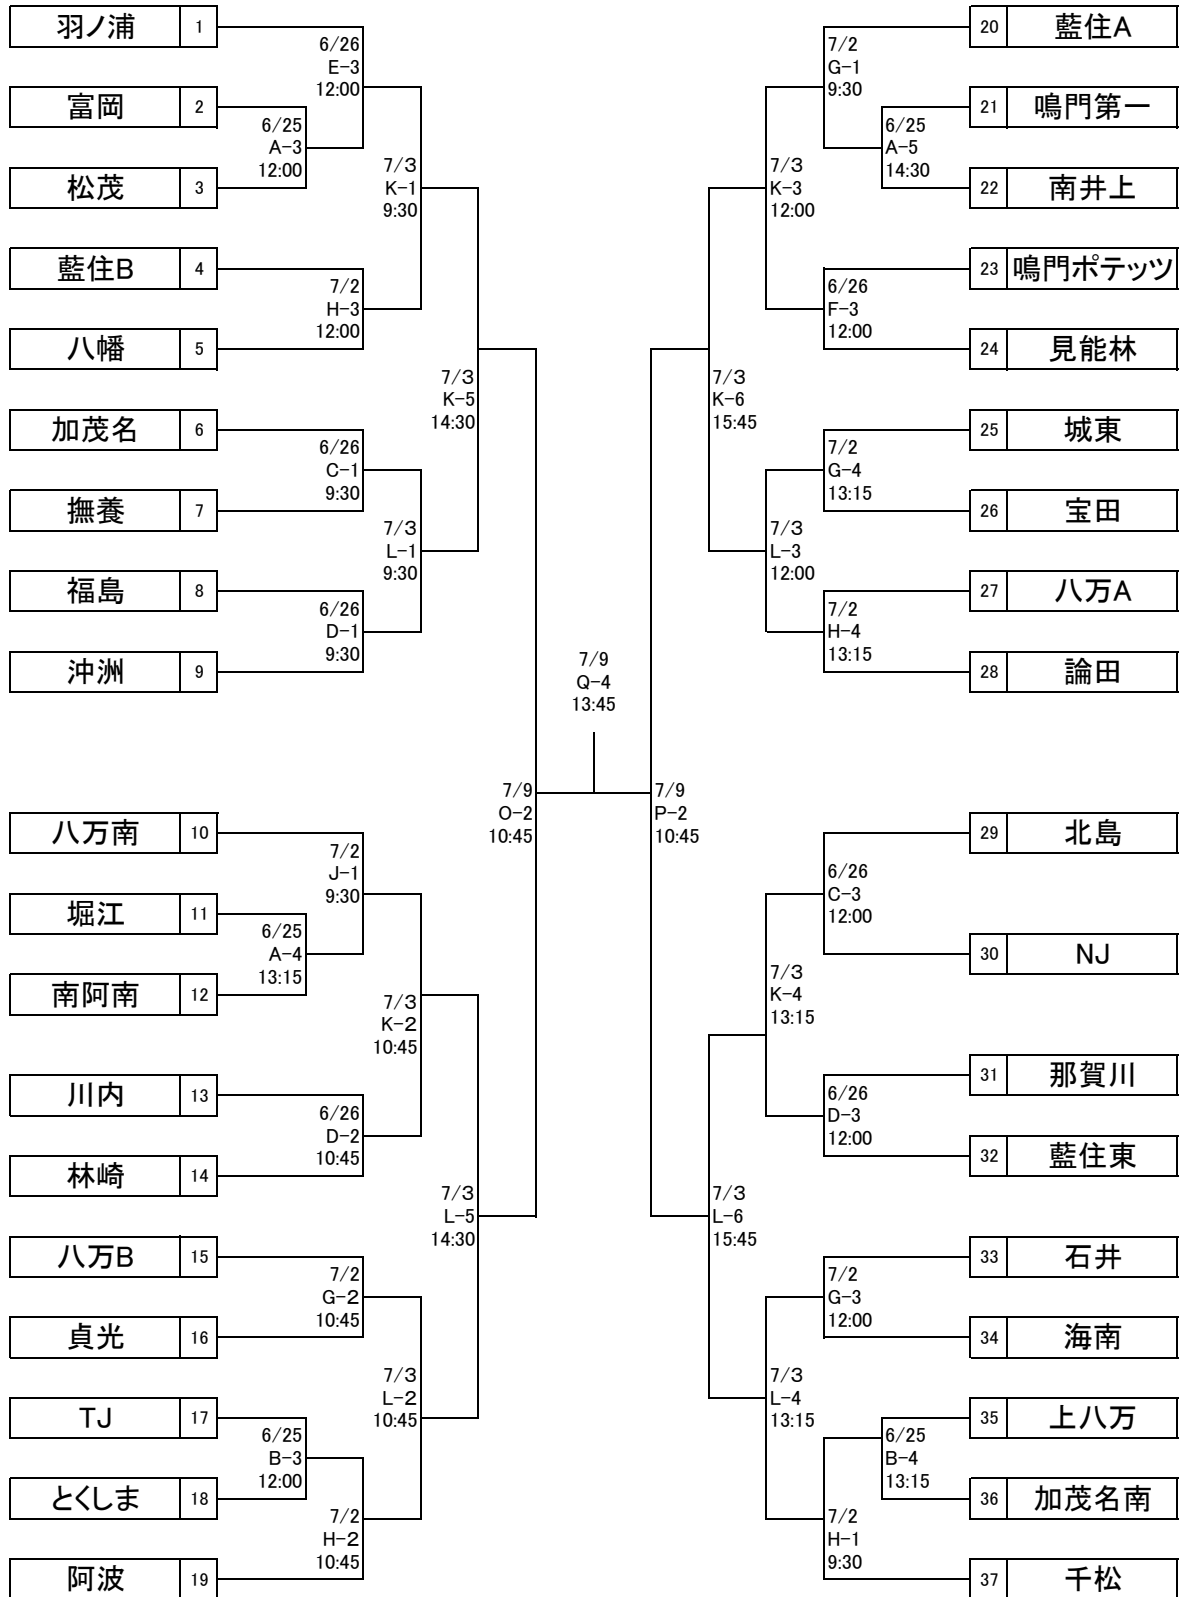 羽ノ浦 1
6/26
E-3
12:00
富岡 2
6/25
A-3
12:00
松茂 3
7/3
K-1
9:30
藍住B 4
7/2
H-3
12:00
八幡 5
7/3
K-5
14:30
加茂名 6
6/26
C-1
9:30
撫養 7
7/3
L-1
9:30
福島 8
6/26
D-1
9:30
沖洲 9
7/9
O-2
10:45
八万南 10
7/2
J-1
9:30
堀江 11
6/25
A-4
13:15
南阿南 12
7/3
K-2
10:45
川内 13
6/26
D-2
10:45
林崎 14
7/3
L-5
14:30
八万B 15
7/2
G-2
10:45
貞光 16
7/3
L-2
10:45
TJ 17
6/25
B-3
12:00
とくしま 18
7/2
H-2
10:45
阿波 19
7/9
Q-4
13:45
20 藍住A
7/2
G-1
9:30
21 鳴門第一
6/25
A-5
14:30
22 南井上
7/3
K-3
12:00
23 鳴門ポテッツ
6/26
F-3
12:00
24 見能林
7/3
K-6
15:45
25 城東
7/2
G-4
13:15
26 宝田
7/3
L-3
12:00
27 八万A
7/2
H-4
13:15
28 論田
7/9
P-2
10:45
29 北島
6/26
C-3
12:00
30 NJ
7/3
K-4
13:15
31 那賀川
6/26
D-3
12:00
32 藍住東
7/3
L-6
15:45
33 石井
7/2
G-3
12:00
34 海南
7/3
L-4
13:15
35 上八万
6/25
B-4
13:15
36 加茂名南
7/2
H-1
9:30
37 千松